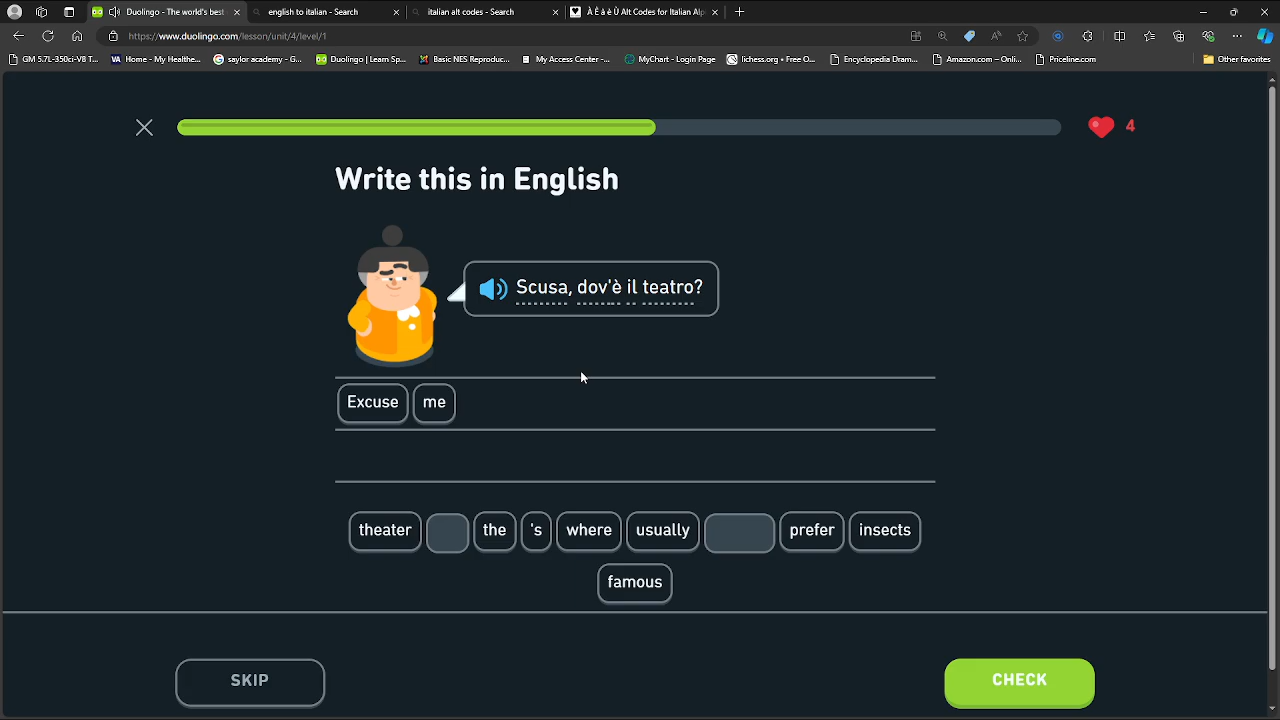 Duolingo - The world's best
english to italian - Search
italian alt codes - Search
À È à è Ù Alt Codes for Italian Alp
https://www.duolingo.com/lesson/unit/4/level/1
GM 5.7L-350ci-V8 T...
Home - My Healthe...
saylor academy - G...
Duolingo | Learn Sp...
Basic NES Reproduc...
My Access Center -...
MyChart - Login Page
lichess.org • Free O...
Encyclopedia Dram...
Amazon.com - Onli...
Priceline.com
Other favorites
4
Write this in English
Scusa, dov'è il teatro?
Excuse me
theater the 's where usually prefer insects
famous
SKIP
CHECK